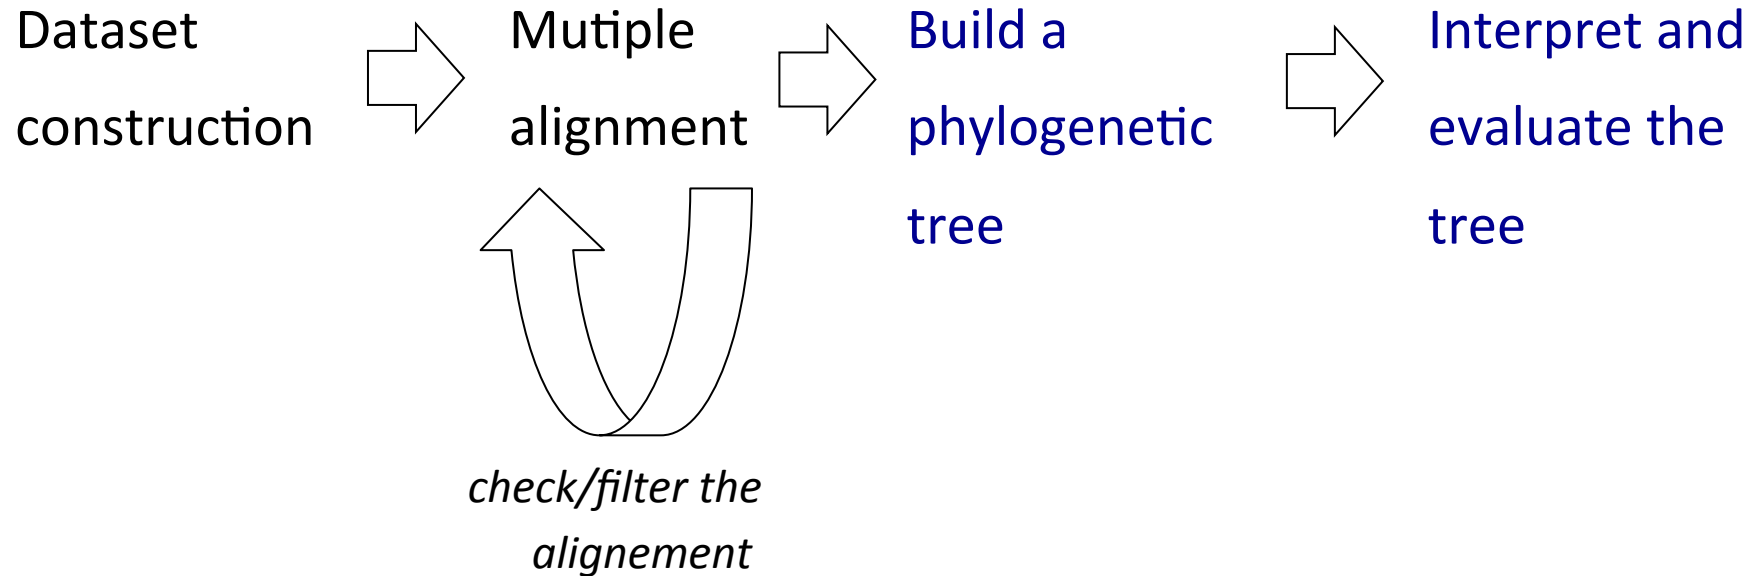 Dataset
construction
Mutiple
alignment
Build a
phylogenetic
tree
Interpret and
evaluate the
tree
check/filter the
alignement